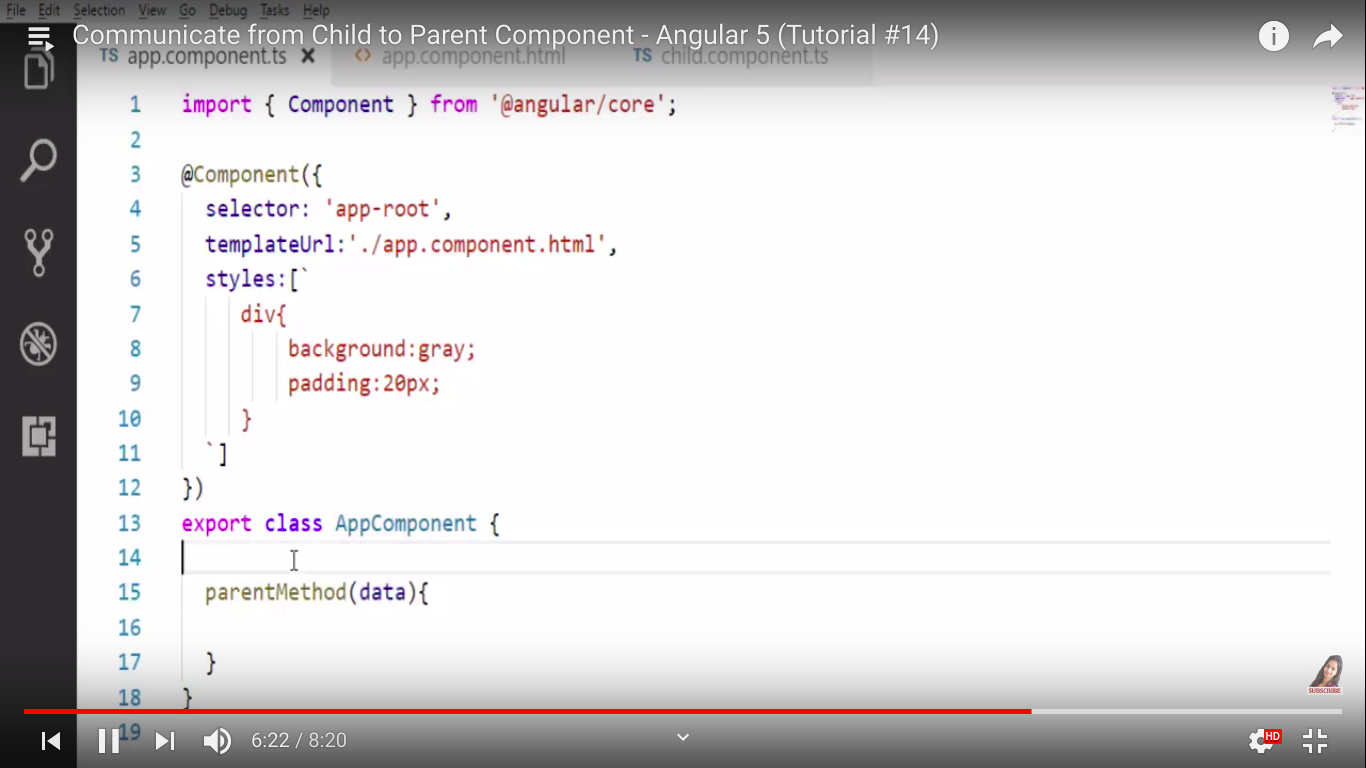 File Edit Selection View Go Debug Tasks Help
Communicate from Child to Parent Component - Angular 5 (Tutorial #14)
TS app.component.ts × <> app.component.html TS child.component.ts
1 import { Component } from '@angular/core';
2
3 @Component({
4 selector: 'app-root',
5 templateUrl:'./app.component.html',
6 styles:[`
7 div{
8 background:gray;
9 padding:20px;
10 }
11 `]
12 })
13 export class AppComponent {
14
15 parentMethod(data){
16
17 }
18 }
19
SUBSCRIBE
6:22 / 8:20
HD